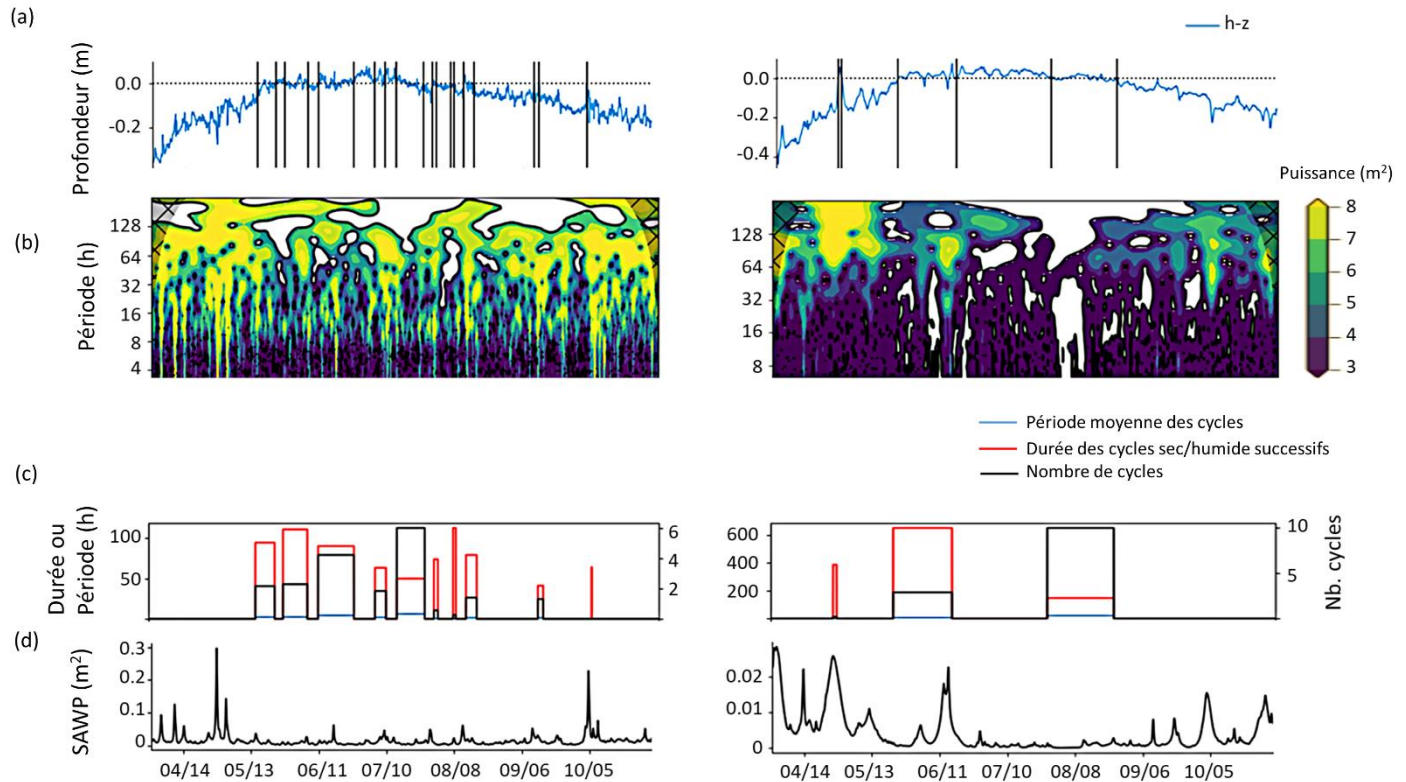 (a)
h-z
Profondeur (m)
0.0
-0.2
0.0
-0.2
-0.4
Puissance (m²)
(b)
Période (h)
128
64
32
16
8
4
128
64
32
16
8
8
7
6
5
4
3
Période moyenne des cycles
Durée des cycles sec/humide successifs
Nombre de cycles
(c)
Durée ou
Période (h)
100
50
6
4
2
600
400
200
0
10
5
Nb. cycles
(d)
SAWP (m²)
0.3
0.2
0.1
0
0.02
0.01
0
04/14 05/13 06/11 07/10 08/08 09/06 10/05
04/14 05/13 06/11 07/10 08/08 09/06 10/05